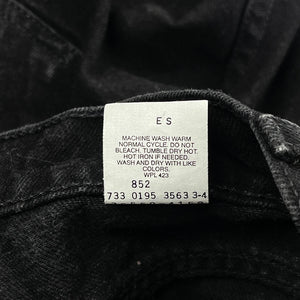 E S
MACHINE WASH WARM
NORMAL CYCLE. DO NOT
BLEACH. TUMBLE DRY HOT.
HOT IRON IF NEEDED.
WASH AND DRY WITH LIKE
COLORS.
WPL 423
852
733 0195 3563 3-4